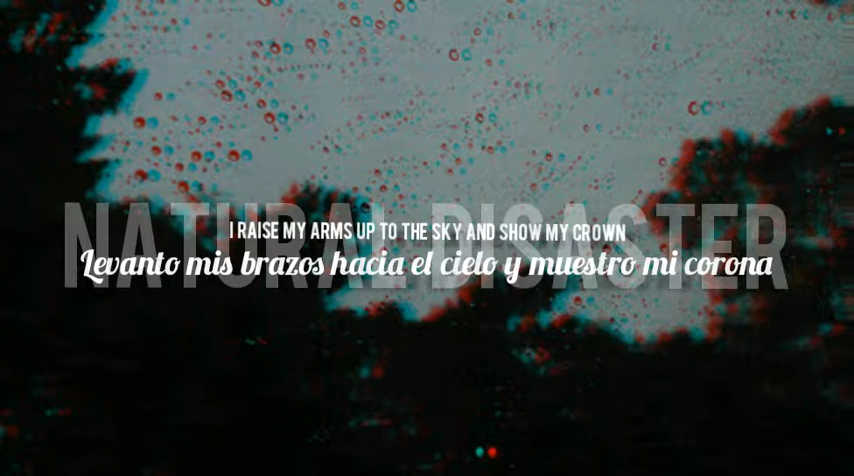 NATURAL DISASTER
I RAISE MY ARMS UP TO THE SKY AND SHOW MY CROWN
Levanto mis brazos hacia el cielo y muestro mi corona